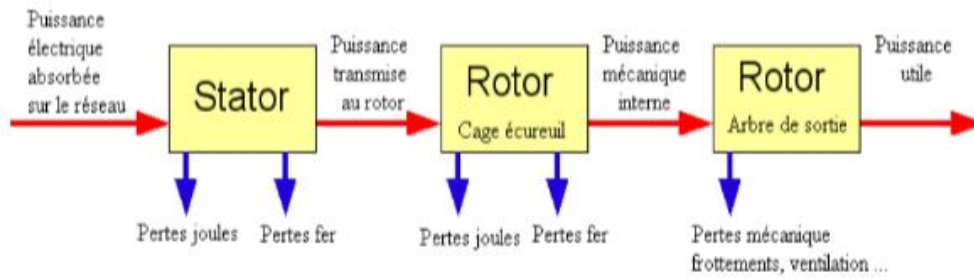 Puissance
électrique
absorbée
sur le réseau
Stator
Puissance
transmise
au rotor
Rotor
Cage écureuil
Puissance
mécanique
interne
Rotor
Arbre de sortie
Puissance
utile
Pertes joules
Pertes fer
Pertes joules
Pertes fer
Pertes mécanique
frottements, ventilation ...